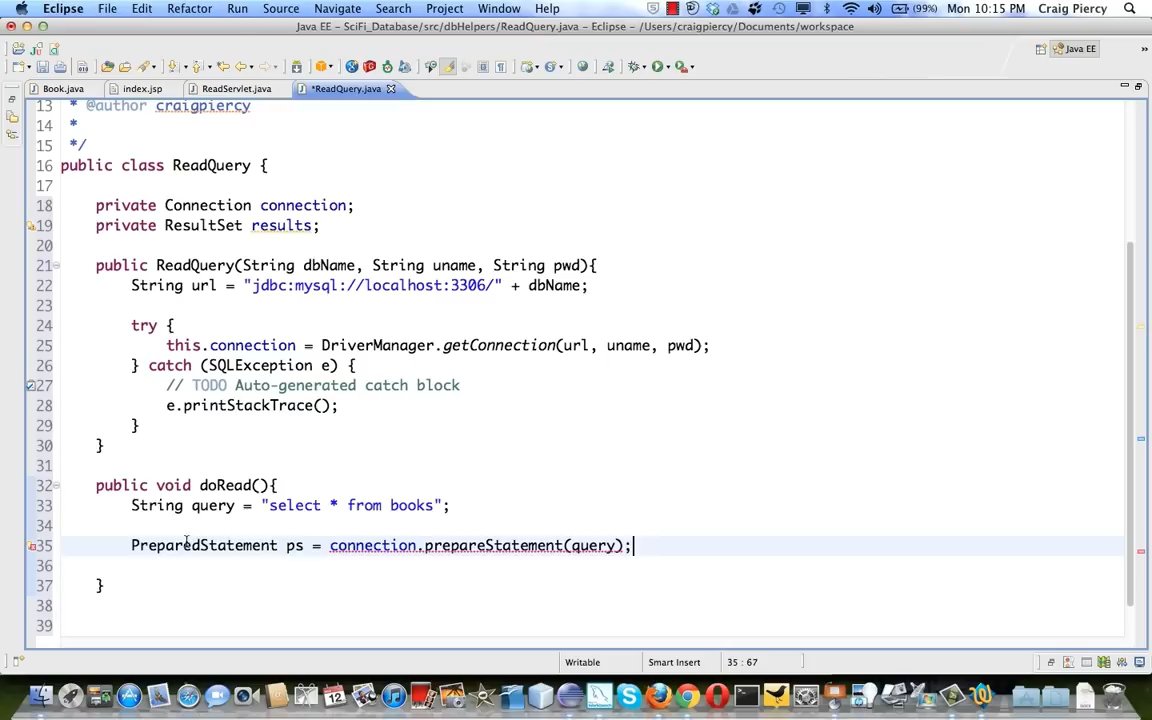 Eclipse File Edit Navigate Search Project Refactor Run Source Window Help (99%) Mon 10:15 PM Craig Piercy
Java EE – SciFi_Database/src/dbHelpers/ReadQuery.java – Eclipse – /Users/craigpiercy/Documents/workspace
Java EE
Book.java index.jsp ReadServlet.java *ReadQuery.java
13 * @author craigpiercy
14 *
15 */
16 public class ReadQuery {
17
18 private Connection connection;
19 private ResultSet results;
20
21 public ReadQuery(String dbName, String uname, String pwd){
22 String url = "jdbc:mysql://localhost:3306/" + dbName;
23
24 try {
25 this.connection = DriverManager.getConnection(url, uname, pwd);
26 } catch (SQLException e) {
27 // TODO Auto-generated catch block
28 e.printStackTrace();
29 }
30 }
31
32 public void doRead(){
33 String query = "select * from books";
34
35 PreparedStatement ps = connection.prepareStatement(query);
36
37 }
38
39
Writable Smart Insert 35 : 67